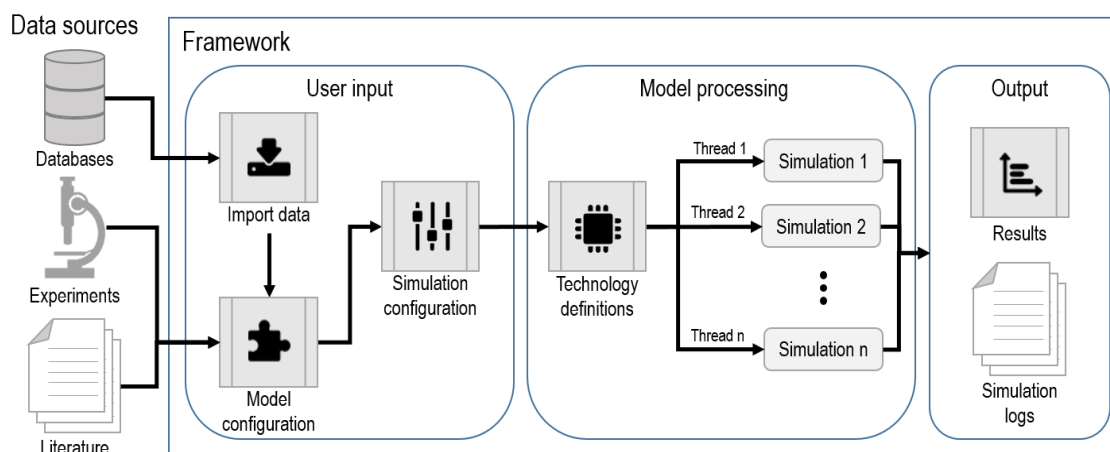 Data sources
Databases
Experiments
Literature
Framework
User input
Import data
Model
configuration
Simulation
configuration
Model processing
Technology
definitions
Thread 1
Simulation 1
Thread 2
Simulation 2
Thread n
Simulation n
Output
Results
Simulation
logs